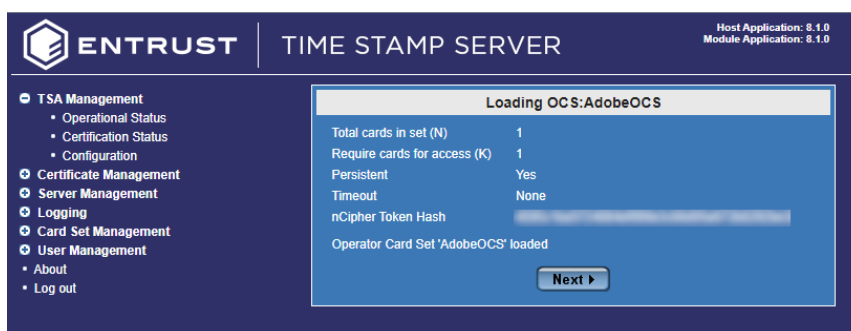 ENTRUST
TIME STAMP SERVER
Host Application: 8.1.0
Module Application: 8.1.0
TSA Management
• Operational Status
• Certification Status
• Configuration
Certificate Management
Server Management
Logging
Card Set Management
User Management
• About
• Log out
Loading OCS:AdobeOCS
Total cards in set (N) 1
Require cards for access (K) 1
Persistent Yes
Timeout None
nCipher Token Hash
Operator Card Set 'AdobeOCS' loaded
Next